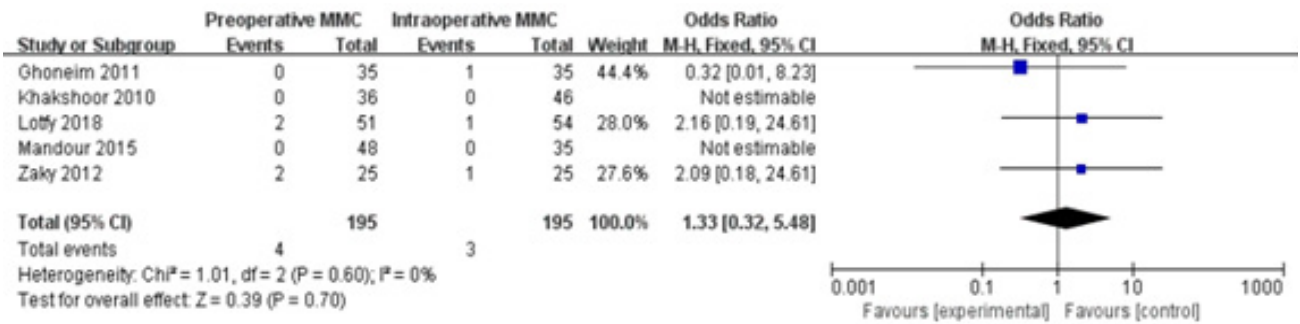 Preoperative MMC Intraoperative MMC Odds Ratio Odds Ratio
Study or Subgroup Events Total Events Total Weight M-H, Fixed, 95% CI M-H, Fixed, 95% CI
Ghoneim 2011 0 35 1 35 44.4% 0.32 [0.01, 8.23]
Khakshoor 2010 0 36 0 46 Not estimable
Lotfy 2018 2 51 1 54 28.0% 2.16 [0.19, 24.61]
Mandour 2015 0 48 0 35 Not estimable
Zaky 2012 2 25 1 25 27.6% 2.09 [0.18, 24.61]
Total (95% CI) 195 195 100.0% 1.33 [0.32, 5.48]
Total events 4 3
Heterogeneity: Chi² = 1.01, df = 2 (P = 0.60); I² = 0%
Test for overall effect: Z = 0.39 (P = 0.70)
0.001 0.1 1 10 1000
Favours [experimental] Favours [control]